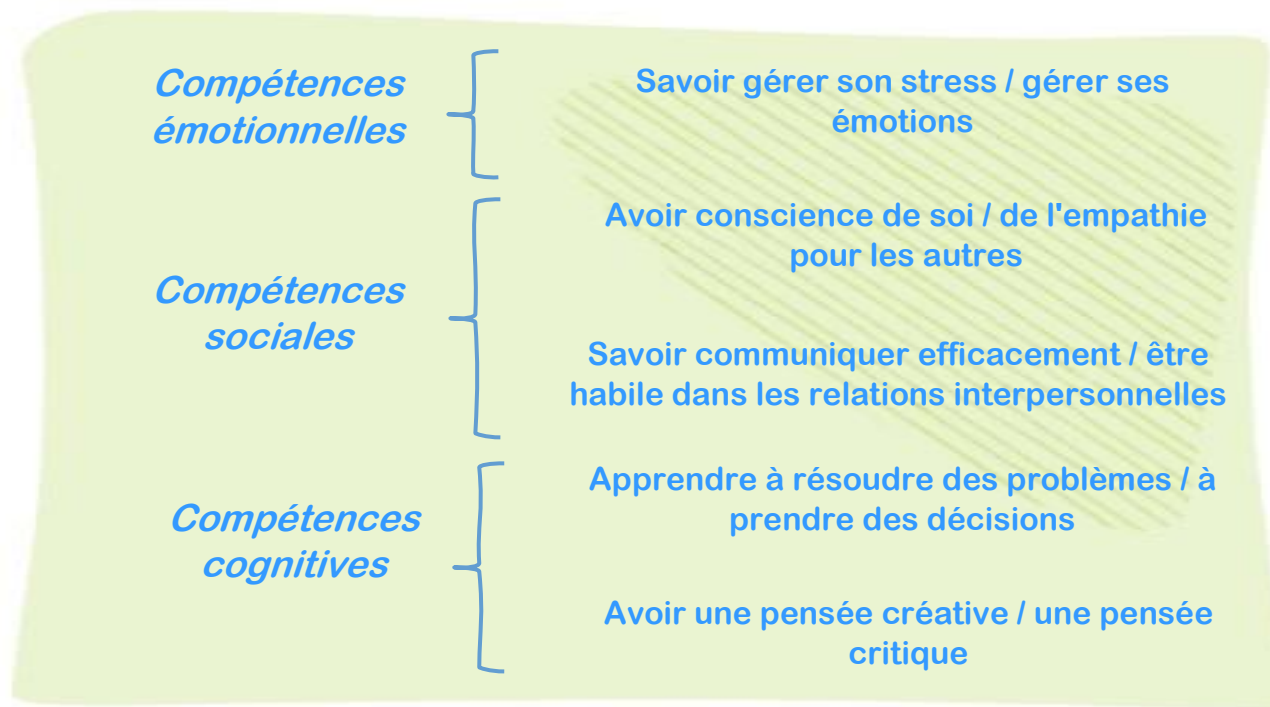 Compétences
émotionnelles
Savoir gérer son stress / gérer ses
émotions
Compétences
sociales
Avoir conscience de soi / de l'empathie
pour les autres
Savoir communiquer efficacement / être
habile dans les relations interpersonnelles
Compétences
cognitives
Apprendre à résoudre des problèmes / à
prendre des décisions
Avoir une pensée créative / une pensée
critique